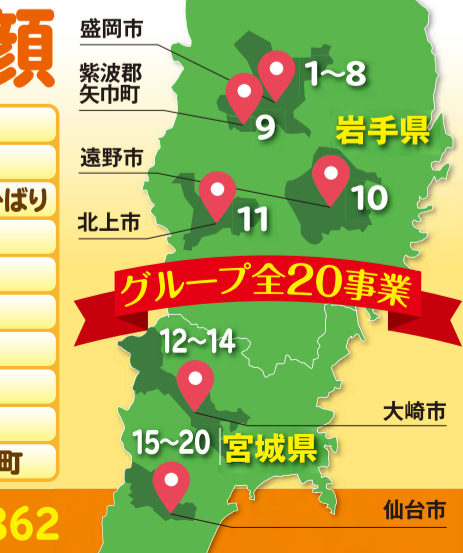 顔
盛岡市
1〜8
紫波郡
矢巾町
9
岩手県
遠野市
10
ばり
北上市
11
グループ全20事業
12〜14
大崎市
15〜20
宮城県
町
362
仙台市